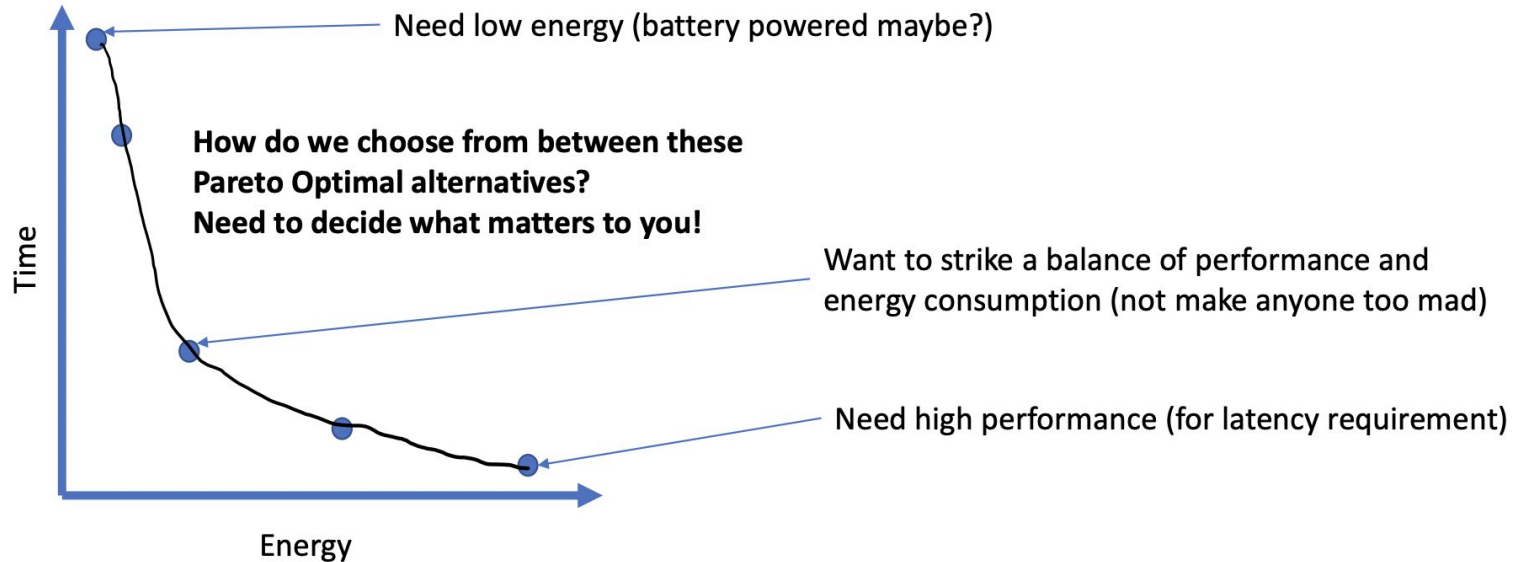 Need low energy (battery powered maybe?)
How do we choose from between these
Pareto Optimal alternatives?
Need to decide what matters to you!
Time
Want to strike a balance of performance and
energy consumption (not make anyone too mad)
Need high performance (for latency requirement)
Energy